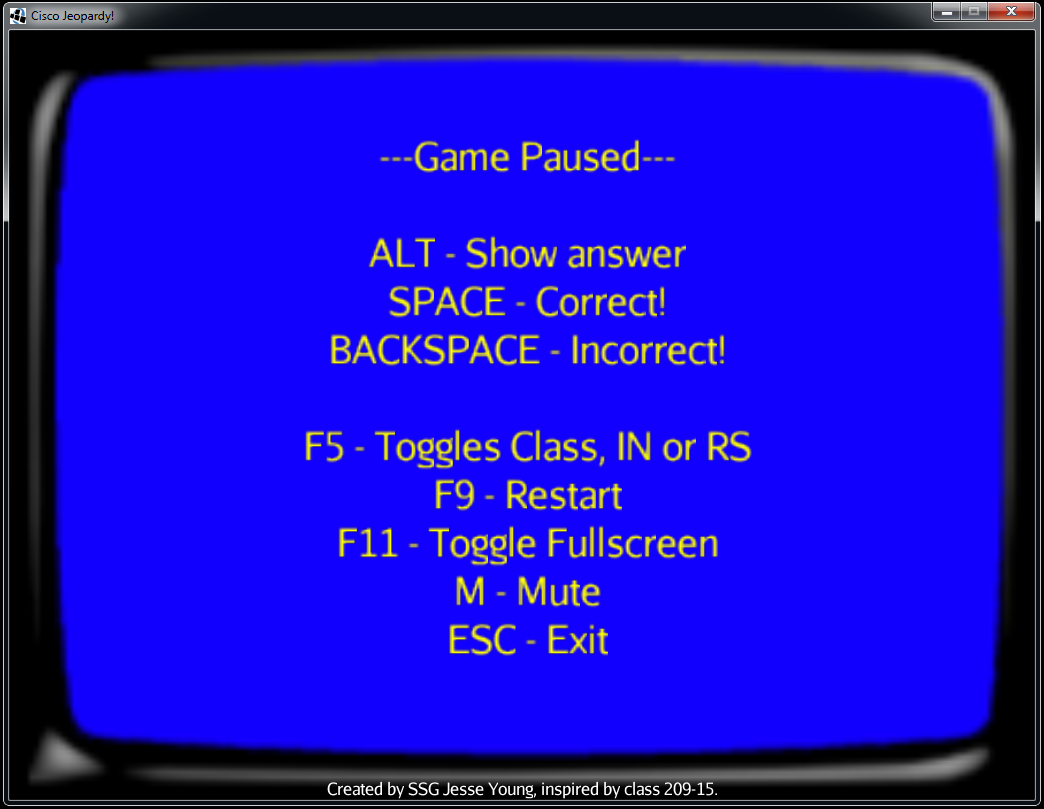 Cisco Jeopardy!
---Game Paused---
ALT - Show answer
SPACE - Correct!
BACKSPACE - Incorrect!
F5 - Toggles Class, IN or RS
F9 - Restart
F11 - Toggle Fullscreen
M - Mute
ESC - Exit
Created by SSG Jesse Young, inspired by class 209-15.